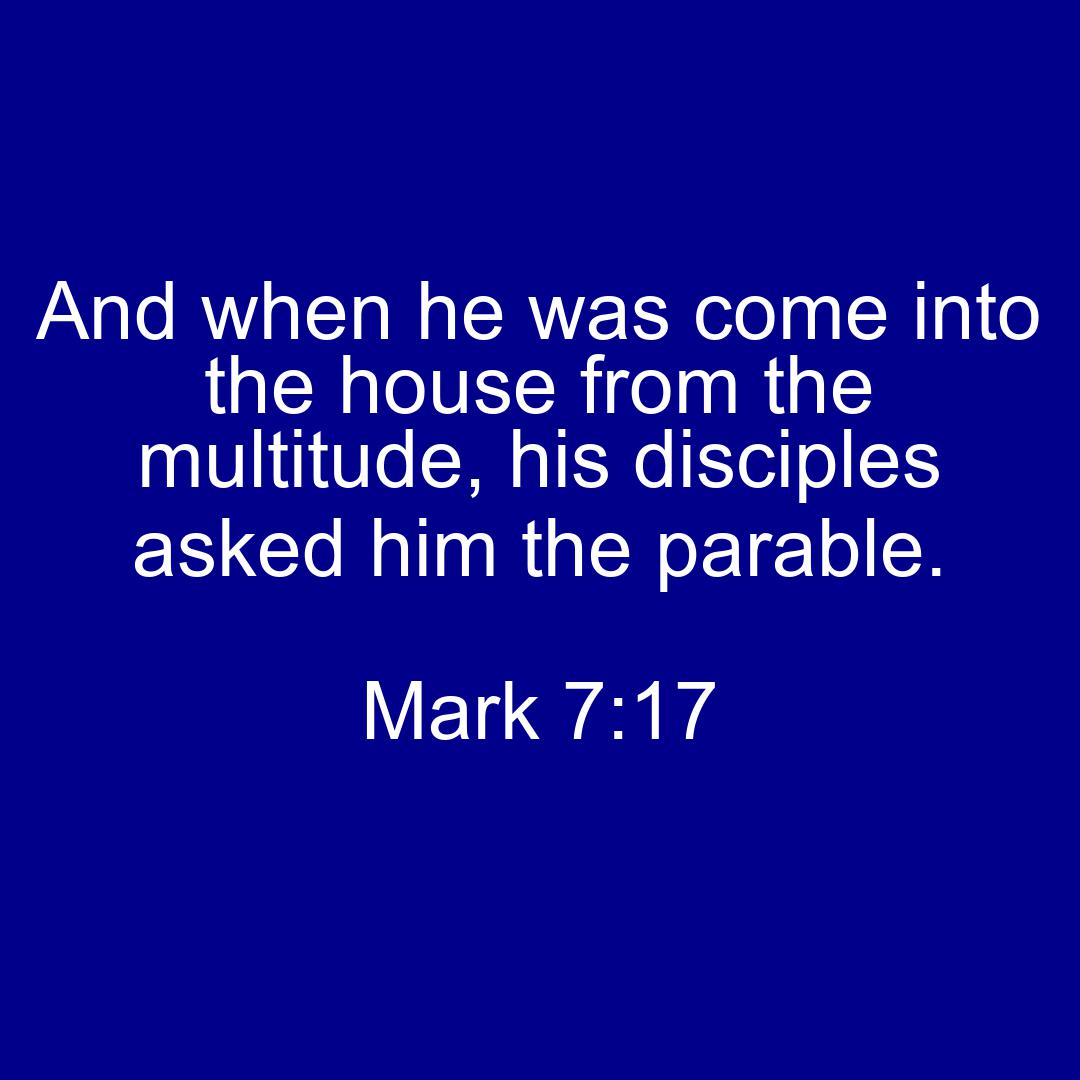 And when he was come into
the house from the
multitude, his disciples
asked him the parable.
Mark 7:17